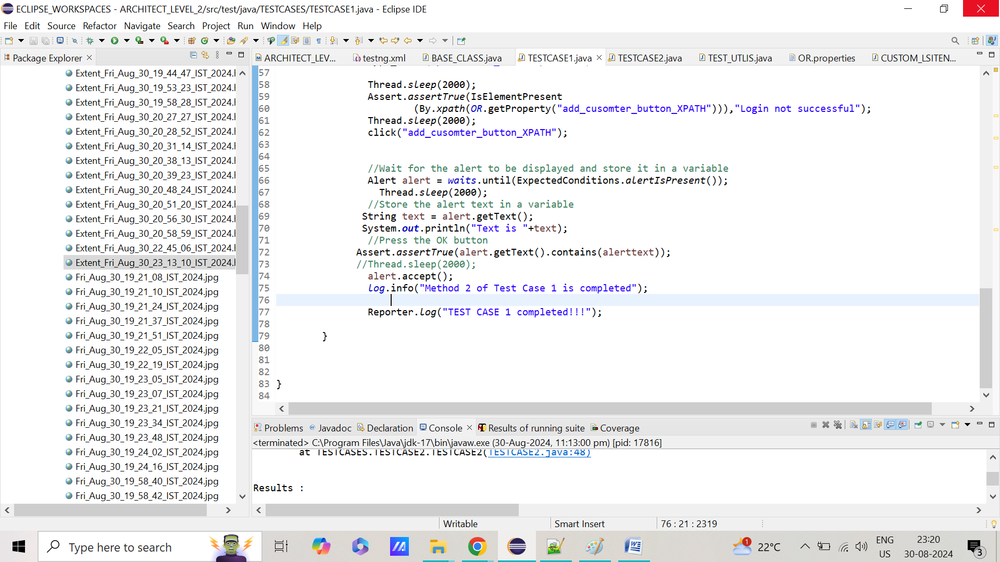 ECLIPSE_WORKSPACES - ARCHITECT_LEVEL_2/src/test/java/TESTCASES/TESTCASE1.java - Eclipse IDE
File Edit Source Refactor Navigate Search Project Run Window Help
Package Explorer
ARCHITECT_LEV... testng.xml BASE_CLASS.java TESTCASE1.java TESTCASE2.java TEST_UTLIS.java OR.properties CUSTOM_LSITEN...
Extent_Fri_Aug_30_19_44_47_IST_2024.
Extent_Fri_Aug_30_19_53_23_IST_2024.
Extent_Fri_Aug_30_19_58_28_IST_2024.
Extent_Fri_Aug_30_20_27_27_IST_2024.
Extent_Fri_Aug_30_20_28_52_IST_2024.
Extent_Fri_Aug_30_20_31_14_IST_2024.
Extent_Fri_Aug_30_20_38_13_IST_2024.
Extent_Fri_Aug_30_20_39_23_IST_2024.
Extent_Fri_Aug_30_20_48_24_IST_2024.
Extent_Fri_Aug_30_20_51_20_IST_2024.
Extent_Fri_Aug_30_20_56_30_IST_2024.
Extent_Fri_Aug_30_20_58_59_IST_2024.
Extent_Fri_Aug_30_22_45_06_IST_2024.
Extent_Fri_Aug_30_23_13_10_IST_2024.
Fri_Aug_30_19_21_08_IST_2024.jpg
Fri_Aug_30_19_21_10_IST_2024.jpg
Fri_Aug_30_19_21_24_IST_2024.jpg
Fri_Aug_30_19_21_37_IST_2024.jpg
Fri_Aug_30_19_21_51_IST_2024.jpg
Fri_Aug_30_19_22_05_IST_2024.jpg
Fri_Aug_30_19_22_19_IST_2024.jpg
Fri_Aug_30_19_23_05_IST_2024.jpg
Fri_Aug_30_19_23_07_IST_2024.jpg
Fri_Aug_30_19_23_21_IST_2024.jpg
Fri_Aug_30_19_23_34_IST_2024.jpg
Fri_Aug_30_19_23_48_IST_2024.jpg
Fri_Aug_30_19_24_02_IST_2024.jpg
Fri_Aug_30_19_24_16_IST_2024.jpg
Fri_Aug_30_19_58_40_IST_2024.jpg
Fri_Aug_30_19_58_42_IST_2024.jpg
57
58 Thread.sleep(2000);
59 Assert.assertTrue(IsElementPresent
60 (By.xpath(OR.getProperty("add_cusomter_button_XPATH"))),"Login not successful");
61 Thread.sleep(2000);
62 click("add_cusomter_button_XPATH");
63
64
65 //Wait for the alert to be displayed and store it in a variable
66 Alert alert = waits.until(ExpectedConditions.alertIsPresent());
67 Thread.sleep(2000);
68 //Store the alert text in a variable
69 String text = alert.getText();
70 System.out.println("Text is "+text);
71 //Press the OK button
72 Assert.assertTrue(alert.getText().contains(alerttext));
73 //Thread.sleep(2000);
74 alert.accept();
75 log.info("Method 2 of Test Case 1 is completed");
76
77 Reporter.log("TEST CASE 1 completed!!!");
78
79 }
80
81
82
83 }
84
Problems Javadoc Declaration Console Results of running suite Coverage
<terminated> C:\Program Files\Java\jdk-17\bin\javaw.exe (30-Aug-2024, 11:13:00 pm) [pid: 17816]
at TESTCASES.TESTCASE2.TESTCASE2(TESTCASE2.java:48)
Results :
Writable Smart Insert 76 : 21 : 2319
Type here to search
1 22°C
ENG
US
23:20
30-08-2024
3